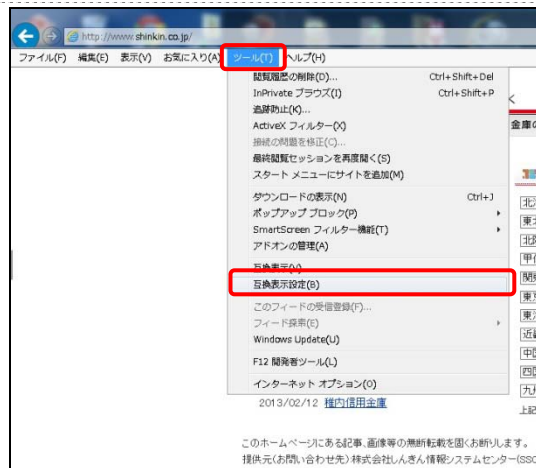 http://www.shinkin.co.jp/
ファイル(F) 編集(E) 表示(V) お気に入り(A) ツール(T) ヘルプ(H)
閲覧履歴の削除(D)... Ctrl+Shift+Del
InPrivate ブラウズ(I) Ctrl+Shift+P
追跡防止(K)...
ActiveX フィルター(X)
接続の問題を修正(C)...
最終閲覧セッションを再度開く(S)
スタート メニューにサイトを追加(M)
ダウンロードの表示(N) Ctrl+J
ポップアップ ブロック(P)
SmartScreen フィルター機能(T)
アドオンの管理(A)
互換表示(V)
互換表示設定(B)
このフィードの受信登録(F)...
フィード探索(E)
Windows Update(U)
F12 開発者ツール(L)
インターネット オプション(O)
金庫の
北海
東北
北陸
甲信
関東
東京
東海
近畿
中国
四国
九州
上記
2013/02/12 稚内信用金庫
このホームページにある記事、画像等の無断転載を固くお断りします。
提供元(お問い合わせ先)株式会社しんきん情報システムセンター(SSC